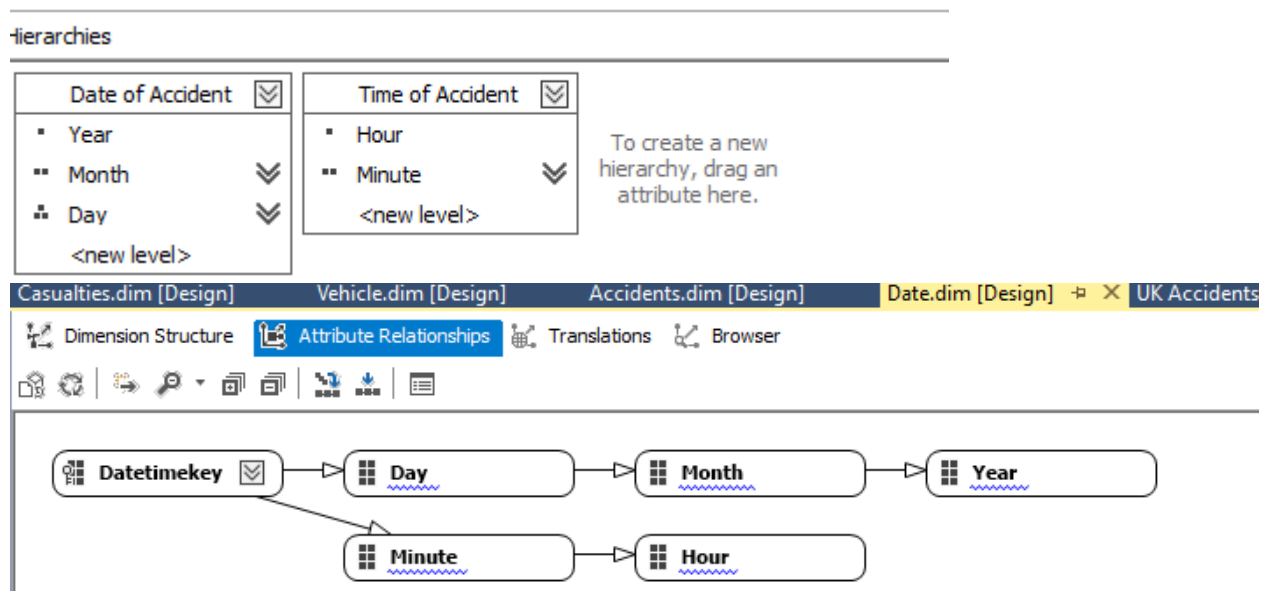 Hierarchies
Date of Accident
Year
Month
Day
<new level>
Time of Accident
Hour
Minute
<new level>
To create a new
hierarchy, drag an
attribute here.
Casualties.dim [Design] Vehicle.dim [Design] Accidents.dim [Design] Date.dim [Design] UK Accidents
Dimension Structure Attribute Relationships Translations Browser
Datetimekey Day Month Year
Minute Hour